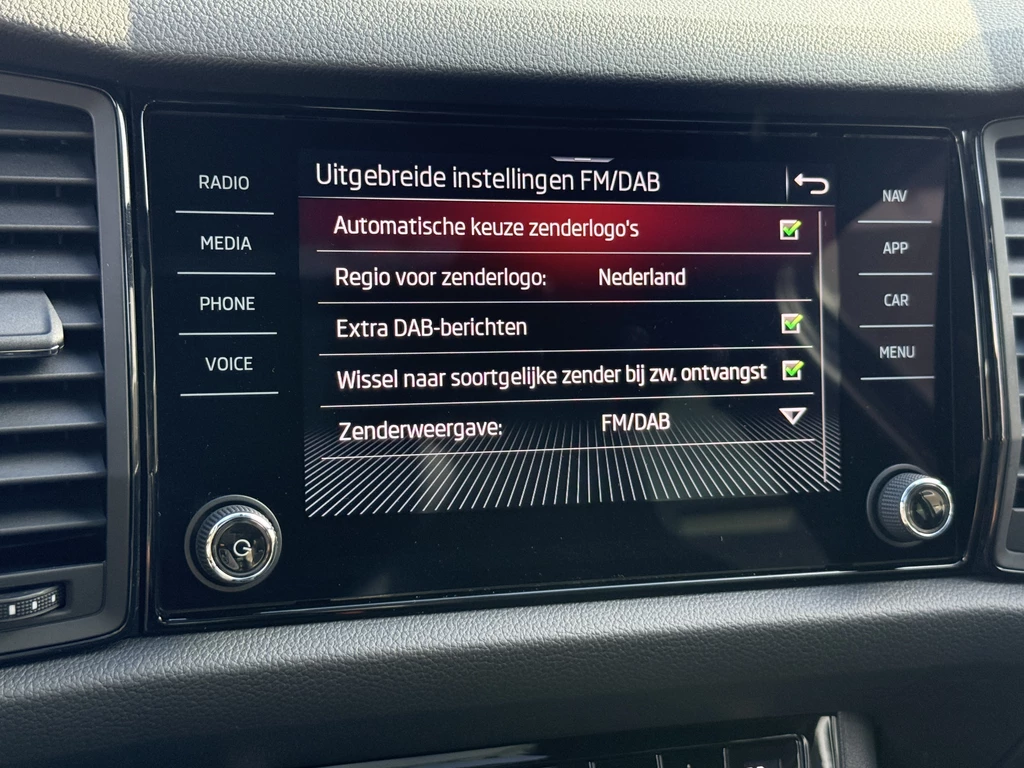 RADIO
MEDIA
PHONE
VOICE
Uitgebreide instellingen FM/DAB
Automatische keuze zenderlogo's
Regio voor zenderlogo: Nederland
Extra DAB-berichten
Wissel naar soortgelijke zender bij zw. ontvangst
Zenderweergave: FM/DAB
NAV
APP
CAR
MENU